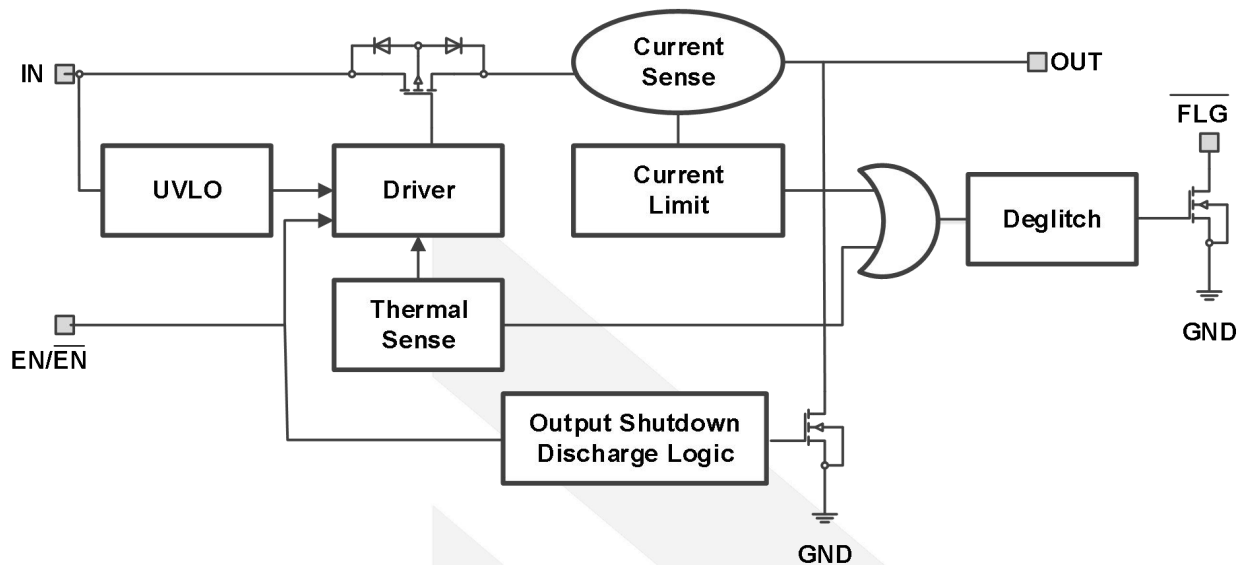 Current
Sense
IN
OUT
FLG
UVLO
Driver
Current
Limit
Deglitch
Thermal
Sense
EN/EN
GND
Output Shutdown
Discharge Logic
GND